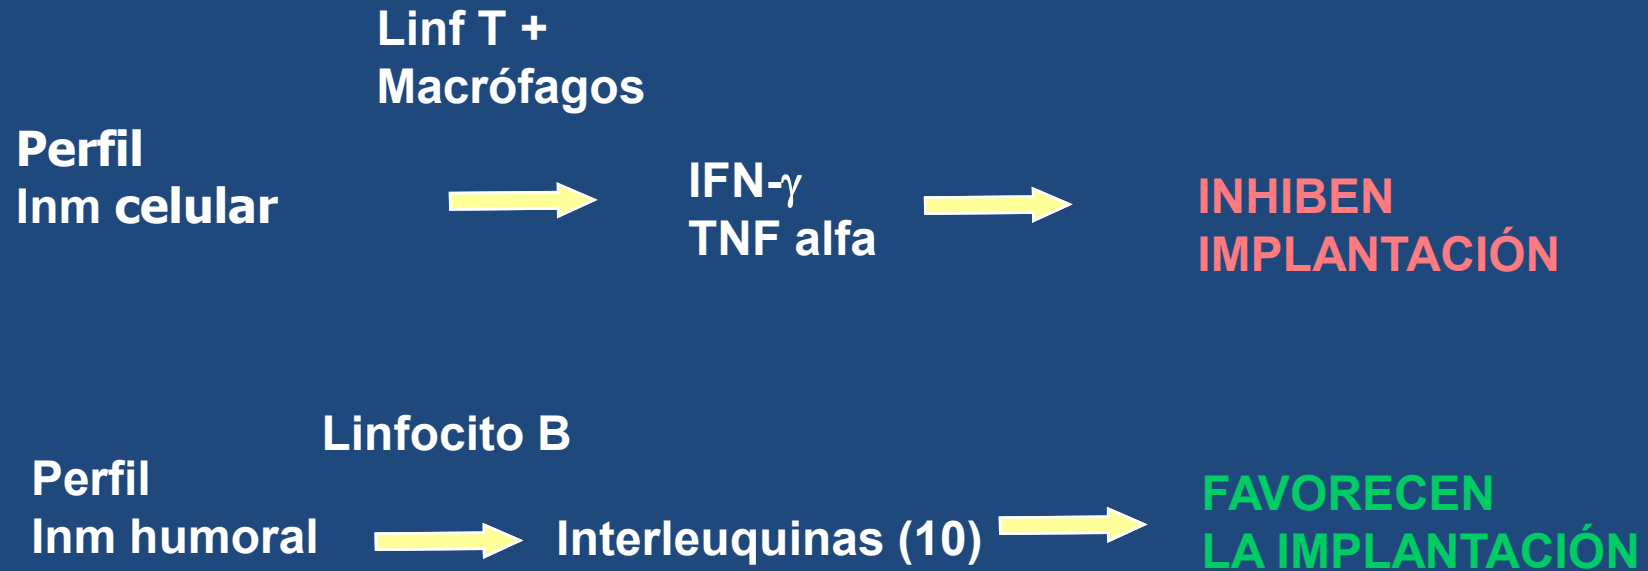 Linf T +
Macrófagos
Perfil
Inm celular
IFN-γ
TNF alfa
INHIBEN
IMPLANTACIÓN
Linfocito B
Perfil
Inm humoral
Interleuquinas (10)
FAVORECEN
LA IMPLANTACIÓN